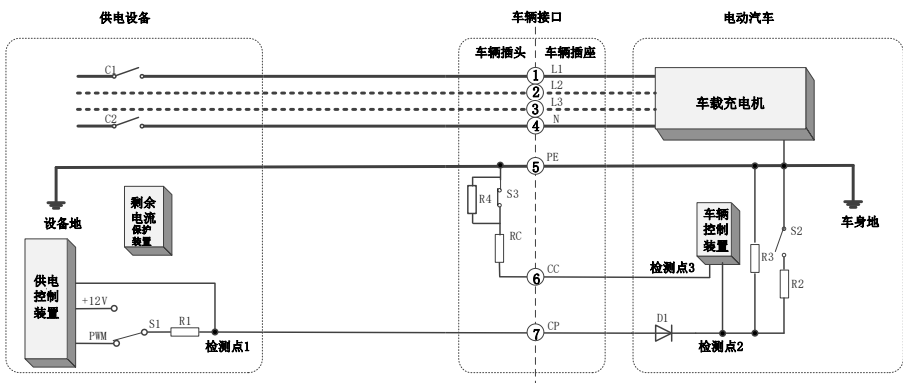 供电设备
车辆接口
电动汽车
车辆插头
车辆插座
C1
① L1
② L2
③ L3
C2
④ N
车载充电机
⑤ PE
设备地
剩余
电流
保护
装置
R4
S3
RC
车辆
控制
装置
R3
S2
R2
车身地
⑥ CC
检测点3
供电
控制
装置
+12V
PWM
S1
R1
检测点1
⑦ CP
D1
检测点2